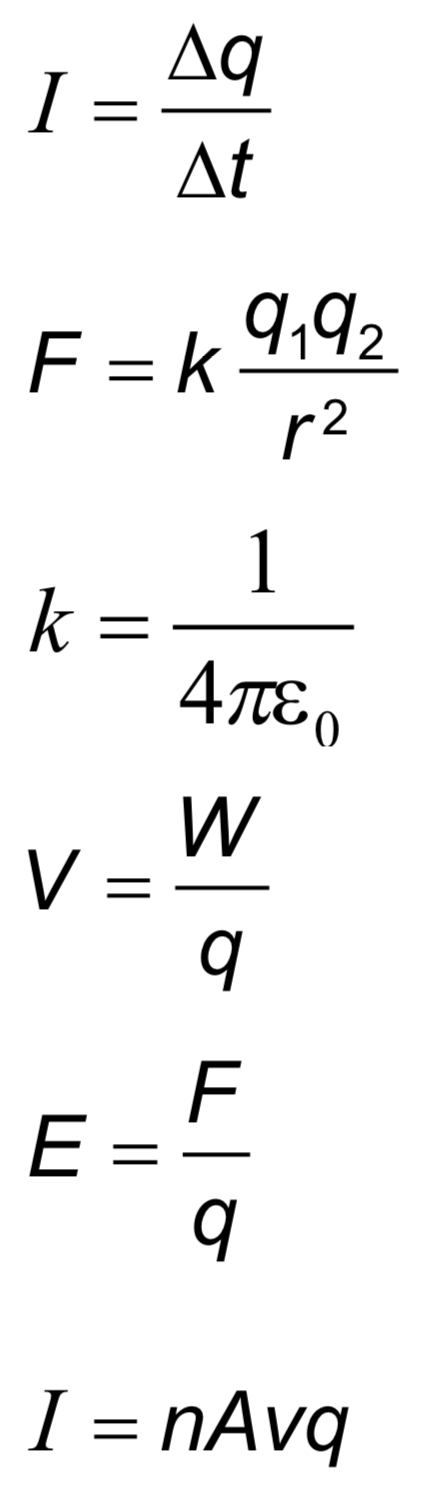 I = Δq/Δt
F = k q₁q₂/r²
k = 1/4πε₀
V = W/q
E = F/q
I = nAvq